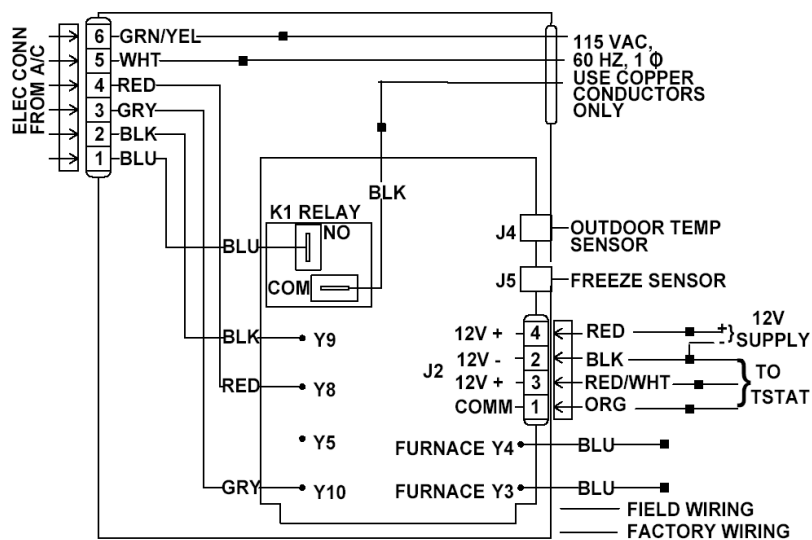 ELEC CONN
FROM A/C
6 GRN/YEL
5 WHT
4 RED
3 GRY
2 BLK
1 BLU
115 VAC,
60 HZ, 1 Φ
USE COPPER
CONDUCTORS
ONLY
BLK
K1 RELAY
NO
BLU
COM
J4
OUTDOOR TEMP
SENSOR
J5
FREEZE SENSOR
BLK Y9
RED Y8
Y5
GRY Y10
J2
12V + 4 RED
12V - 2 BLK
12V + 3 RED/WHT
COMM 1 ORG
+
-
12V
SUPPLY
TO
TSTAT
FURNACE Y4 BLU
FURNACE Y3 BLU
FIELD WIRING
FACTORY WIRING